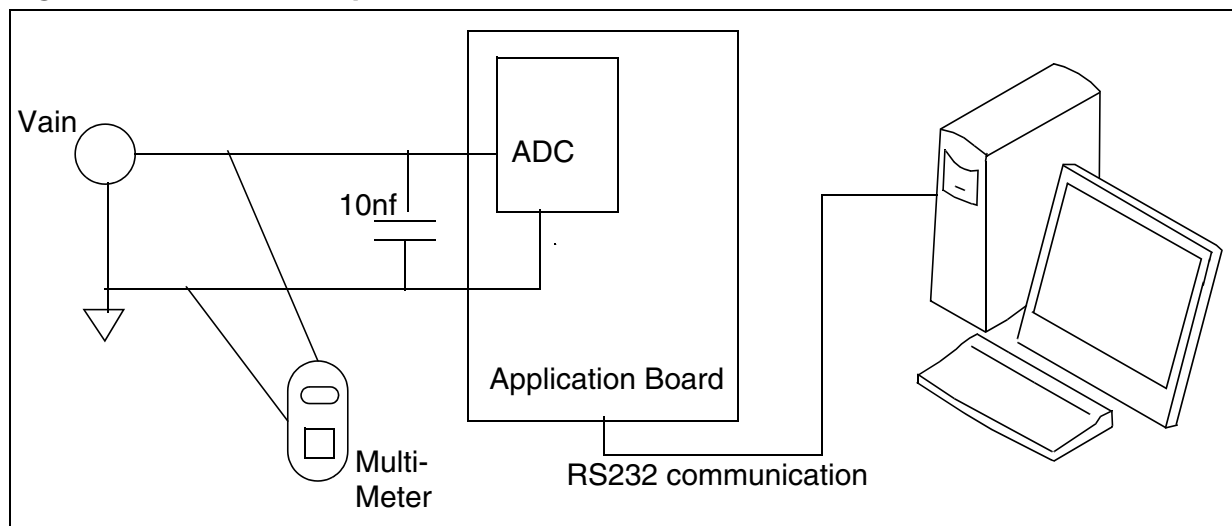 Vain
ADC
10nf
Application Board
Multi-
Meter
RS232 communication